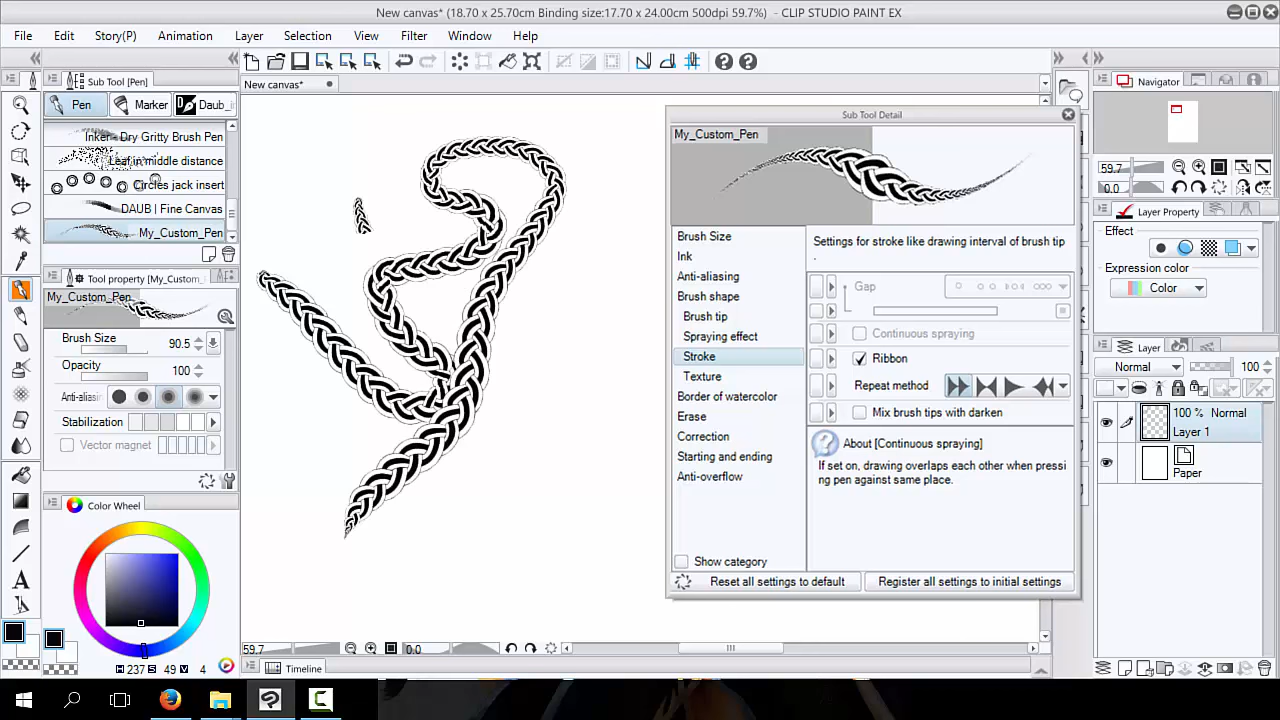 New canvas* (18.70 x 25.70cm Binding size:17.70 x 24.00cm 500dpi 59.7%) - CLIP STUDIO PAINT EX
File Edit Story(P) Animation Layer Selection View Filter Window Help
Sub Tool [Pen]
Pen Marker Daub_i
New canvas*
Inker - Dry Gritty Brush Pen
Leaf in middle distance
Circles jack insert
DAUB | Fine Canvas
My_Custom_Pen
Tool property [My_Custom_
My_Custom_Pen
Brush Size 90.5
Opacity 100
Anti-aliasin
Stabilization
Vector magnet
Color Wheel
237 S 49 V 4
Sub Tool Detail
My_Custom_Pen
Brush Size
Ink
Anti-aliasing
Brush shape
Brush tip
Spraying effect
Stroke
Texture
Border of watercolor
Erase
Correction
Starting and ending
Anti-overflow
Show category
Settings for stroke like drawing interval of brush tip
.
Gap
Continuous spraying
Ribbon
Repeat method
Mix brush tips with darken
About [Continuous spraying]
If set on, drawing overlaps each other when pressi
ng pen against same place.
Reset all settings to default Register all settings to initial settings
59.7 0.0
Timeline
Navigator
59.7
0.0
Layer Property
Effect
Expression color
Color
Layer
Normal 100
100 % Normal
Layer 1
Paper